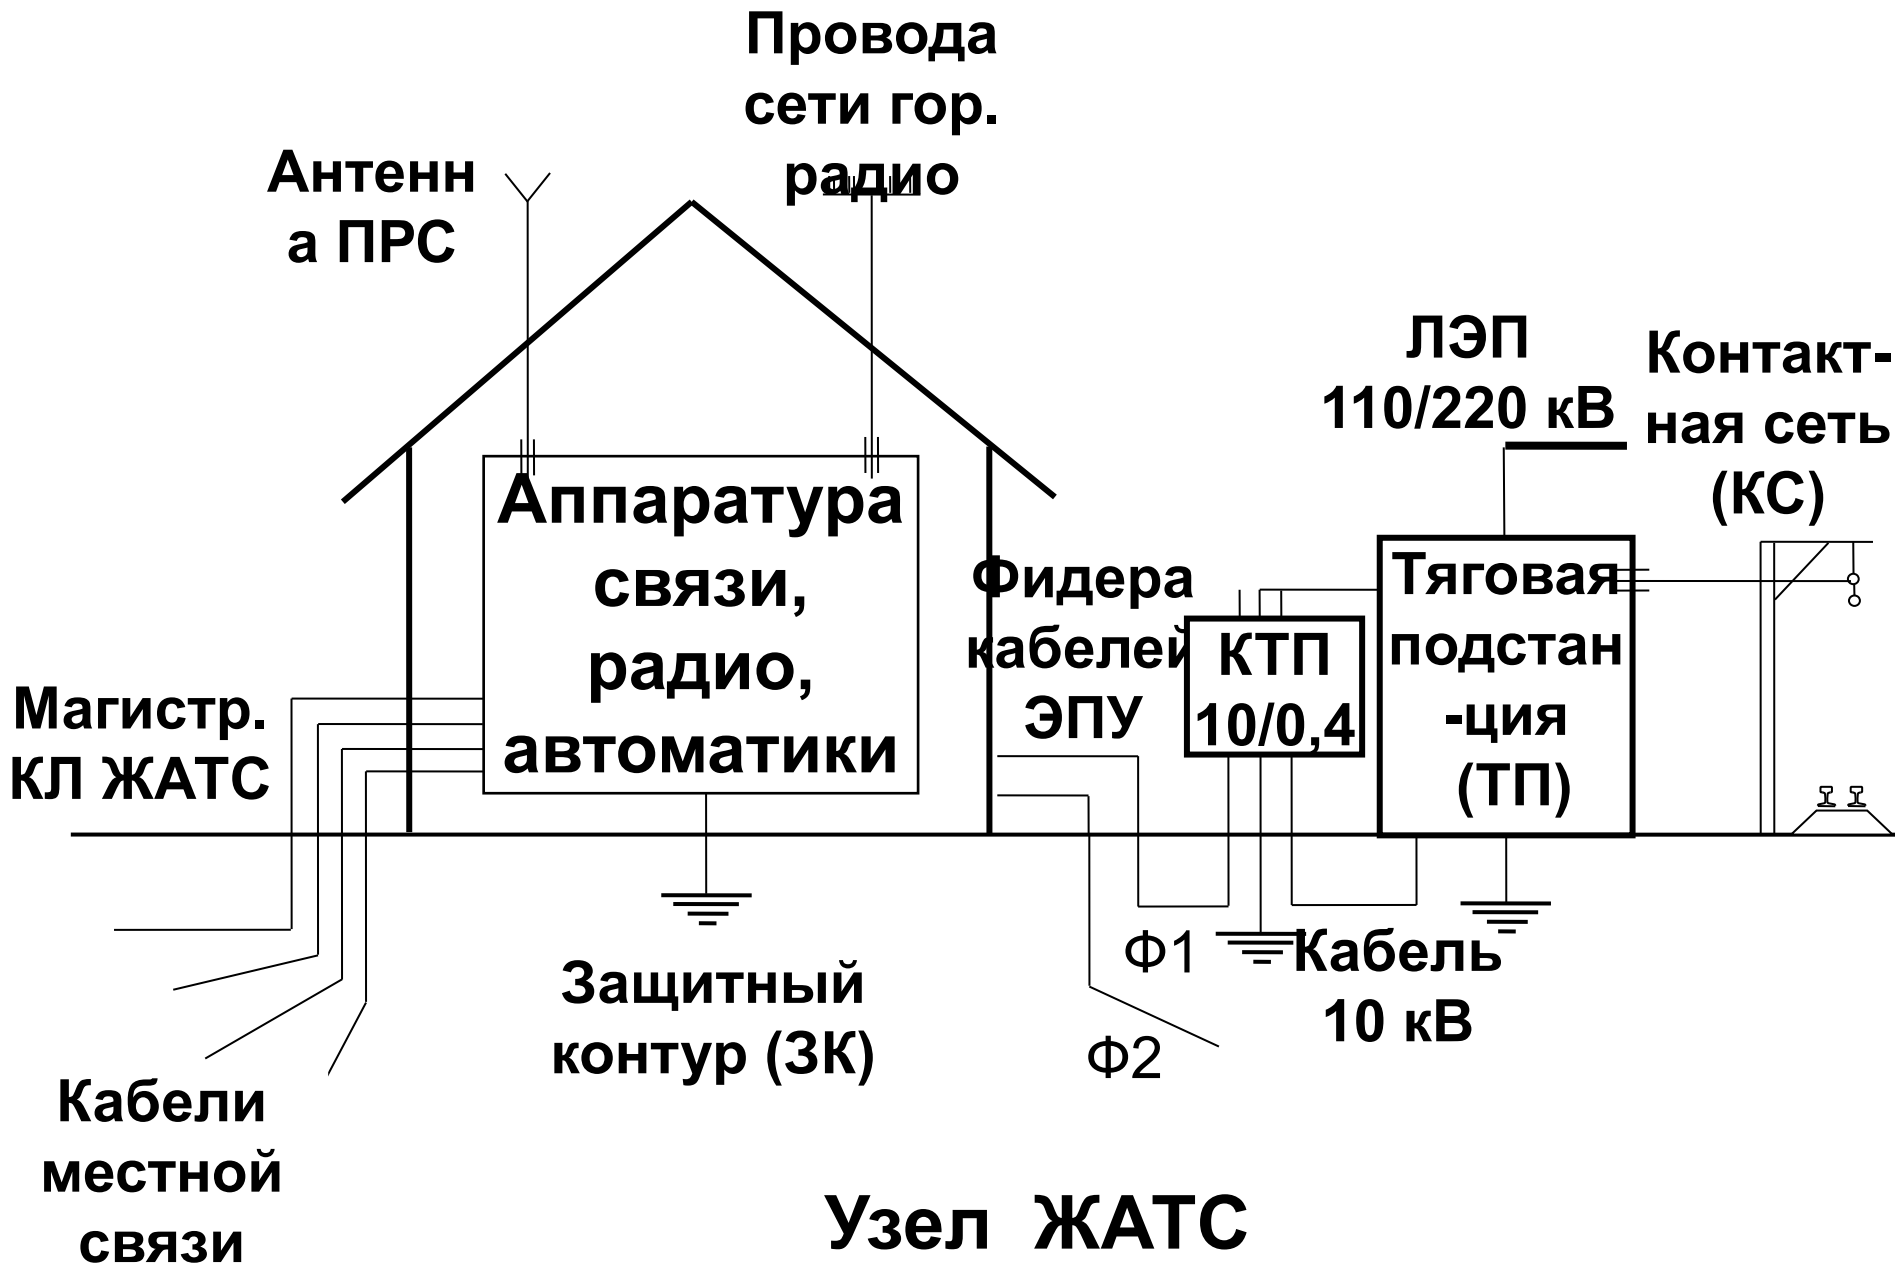 Провода
сети гор.
радио
Антенн
а ПРС
ЛЭП
110/220 кВ
Контакт-
ная сеть
(КС)
Аппаратура
связи,
радио,
автоматики
Фидера
кабелей
ЭПУ
КТП
10/0,4
Тяговая
подстан
-ция
(ТП)
Магистр.
КЛ ЖАТС
Защитный
контур (ЗК)
Ф1
Ф2
Кабель
10 кВ
Кабели
местной
связи
Узел ЖАТС